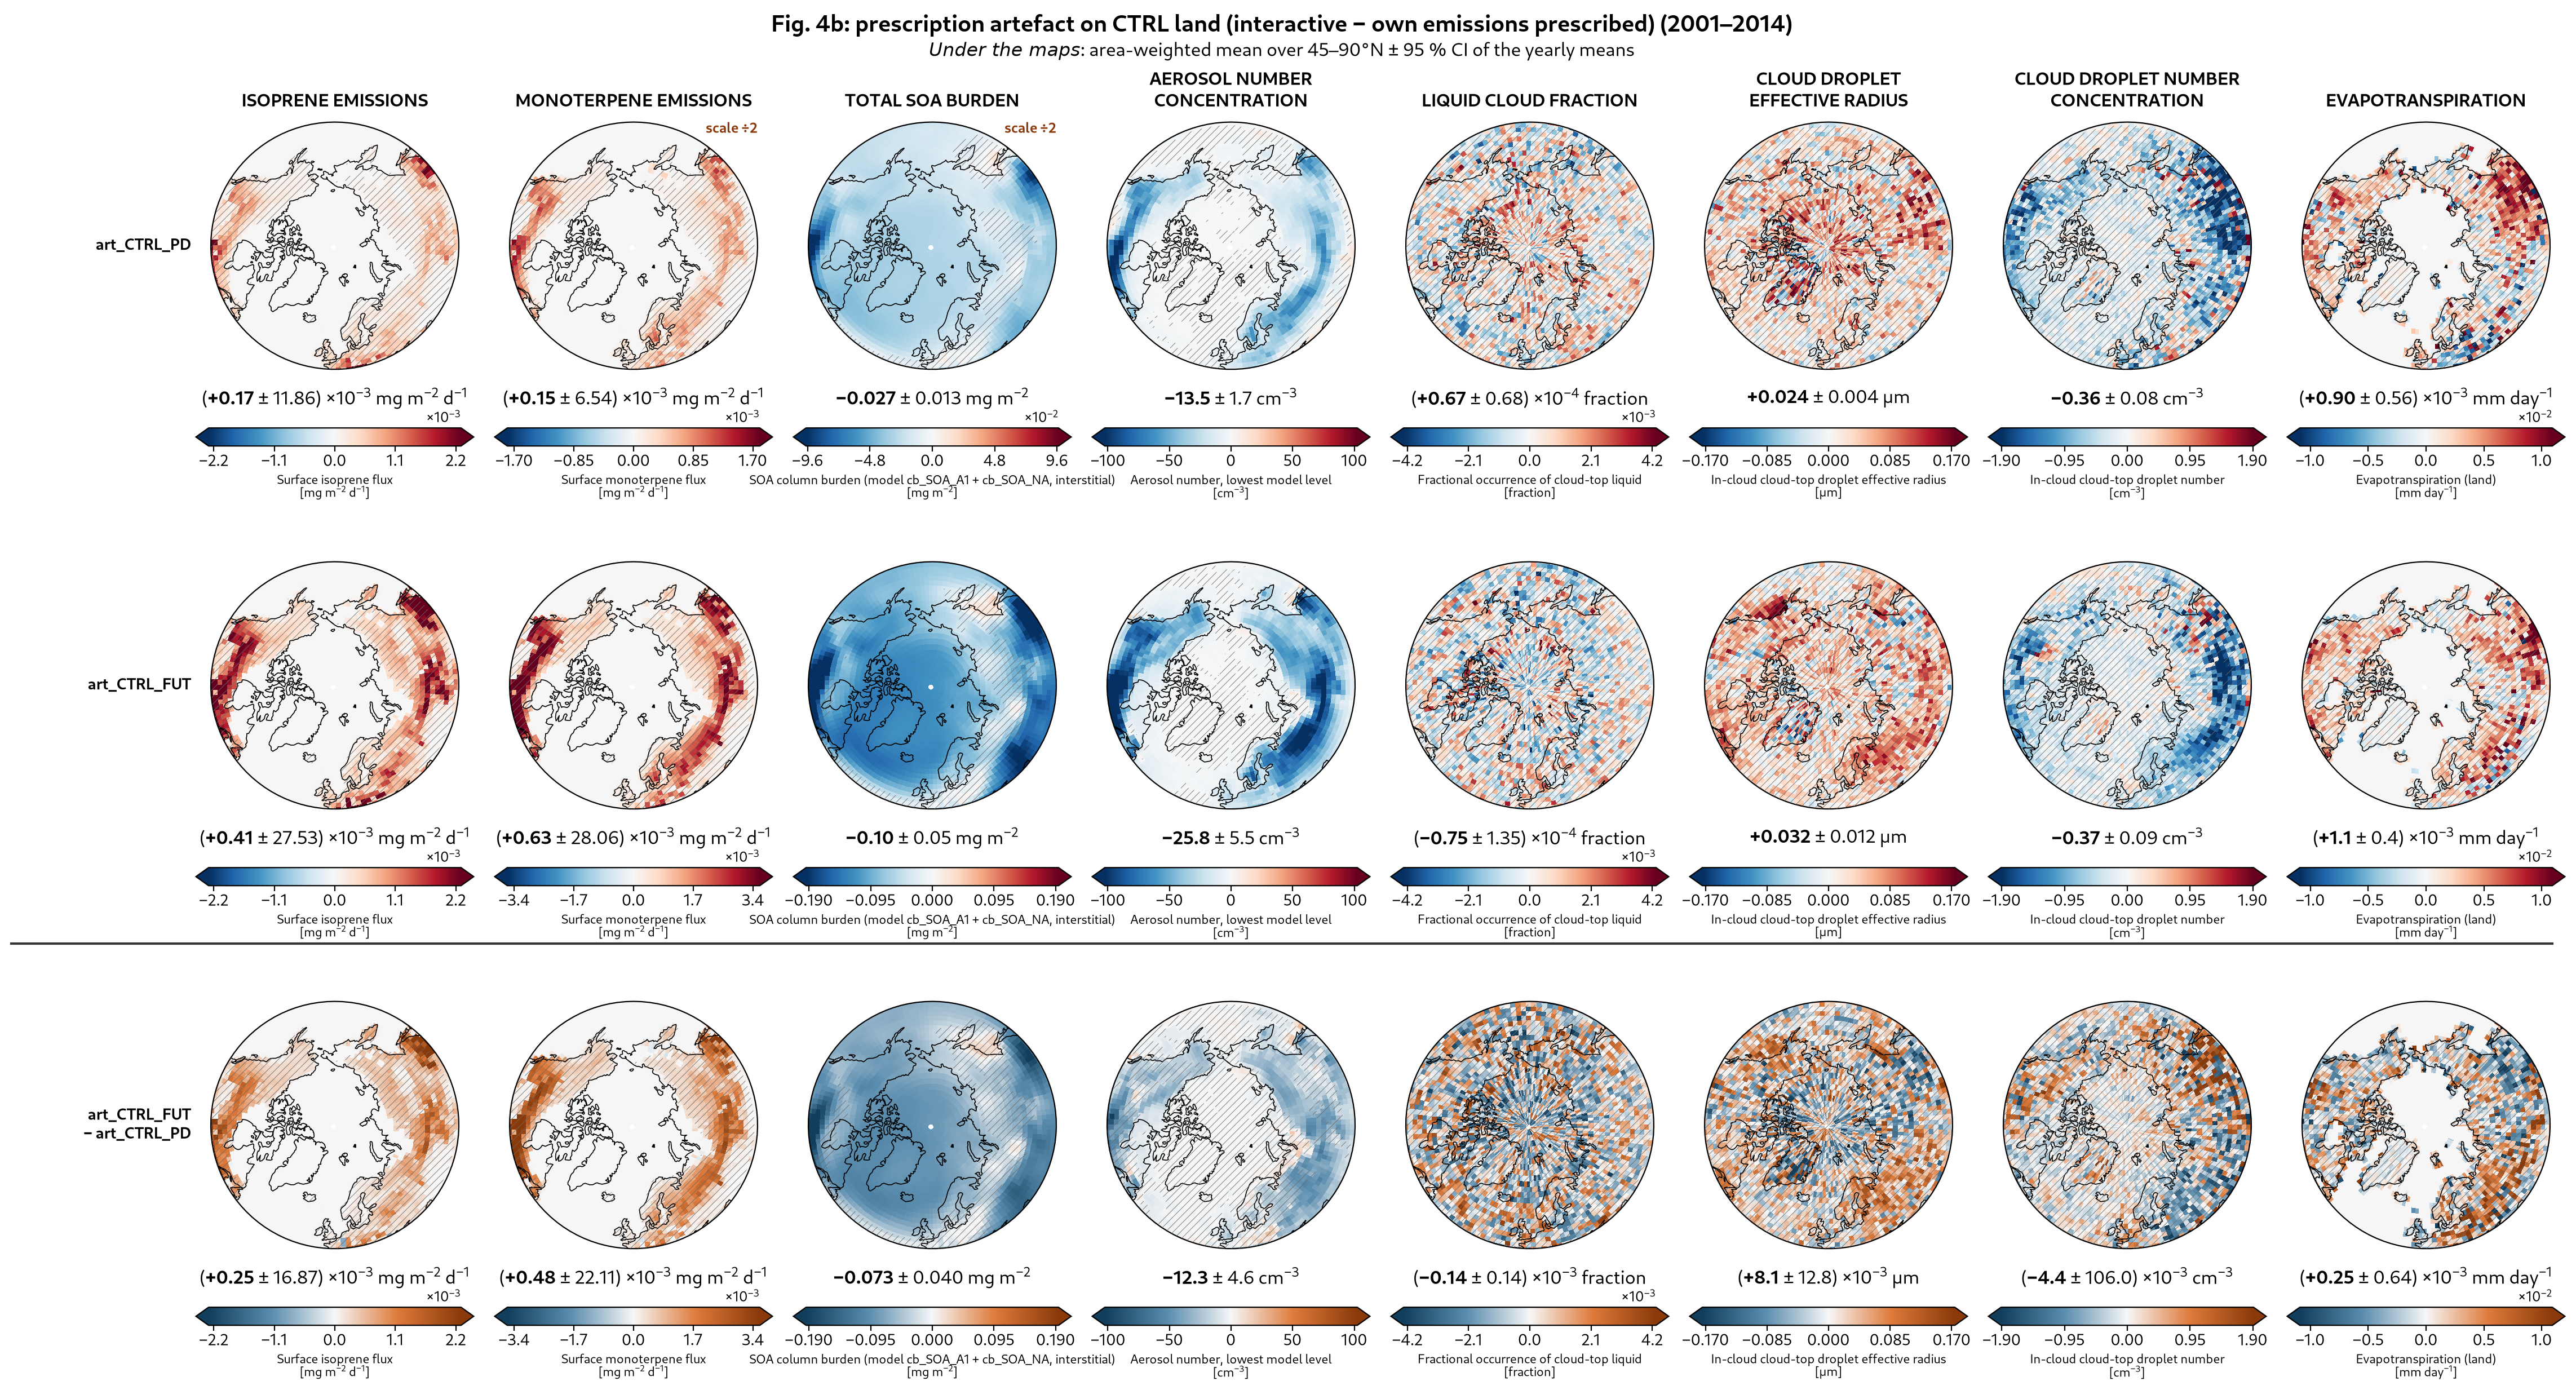 Fig. 4b: prescription artefact on CTRL land (interactive − own emissions prescribed) (2001–2014)
Under the maps: area-weighted mean over 45–90°N ± 95 % CI of the yearly means
ISOPRENE EMISSIONS
MONOTERPENE EMISSIONS
TOTAL SOA BURDEN
AEROSOL NUMBER
CONCENTRATION
LIQUID CLOUD FRACTION
CLOUD DROPLET
EFFECTIVE RADIUS
CLOUD DROPLET NUMBER
CONCENTRATION
EVAPOTRANSPIRATION
scale ÷2
scale ÷2
art_CTRL_PD
(+0.17 ± 11.86) ×10⁻³ mg m⁻² d⁻¹
(+0.15 ± 6.54) ×10⁻³ mg m⁻² d⁻¹
−0.027 ± 0.013 mg m⁻²
−13.5 ± 1.7 cm⁻³
(+0.67 ± 0.68) ×10⁻⁴ fraction
+0.024 ± 0.004 µm
−0.36 ± 0.08 cm⁻³
(+0.90 ± 0.56) ×10⁻³ mm day⁻¹
×10⁻³
×10⁻³
×10⁻²
×10⁻³
×10⁻²
−2.2 −1.1 0.0 1.1 2.2
−1.70 −0.85 0.00 0.85 1.70
−9.6 −4.8 0.0 4.8 9.6
−100 −50 0 50 100
−4.2 −2.1 0.0 2.1 4.2
−0.170 −0.085 0.000 0.085 0.170
−1.90 −0.95 0.00 0.95 1.90
−1.0 −0.5 0.0 0.5 1.0
Surface isoprene flux
[mg m⁻² d⁻¹]
Surface monoterpene flux
[mg m⁻² d⁻¹]
SOA column burden (model cb_SOA_A1 + cb_SOA_NA, interstitial)
[mg m⁻²]
Aerosol number, lowest model level
[cm⁻³]
Fractional occurrence of cloud-top liquid
[fraction]
In-cloud cloud-top droplet effective radius
[µm]
In-cloud cloud-top droplet number
[cm⁻³]
Evapotranspiration (land)
[mm day⁻¹]
art_CTRL_FUT
(+0.41 ± 27.53) ×10⁻³ mg m⁻² d⁻¹
(+0.63 ± 28.06) ×10⁻³ mg m⁻² d⁻¹
−0.10 ± 0.05 mg m⁻²
−25.8 ± 5.5 cm⁻³
(−0.75 ± 1.35) ×10⁻⁴ fraction
+0.032 ± 0.012 µm
−0.37 ± 0.09 cm⁻³
(+1.1 ± 0.4) ×10⁻³ mm day⁻¹
×10⁻³
×10⁻³
×10⁻³
×10⁻²
−2.2 −1.1 0.0 1.1 2.2
−3.4 −1.7 0.0 1.7 3.4
−0.190 −0.095 0.000 0.095 0.190
−100 −50 0 50 100
−4.2 −2.1 0.0 2.1 4.2
−0.170 −0.085 0.000 0.085 0.170
−1.90 −0.95 0.00 0.95 1.90
−1.0 −0.5 0.0 0.5 1.0
Surface isoprene flux
[mg m⁻² d⁻¹]
Surface monoterpene flux
[mg m⁻² d⁻¹]
SOA column burden (model cb_SOA_A1 + cb_SOA_NA, interstitial)
[mg m⁻²]
Aerosol number, lowest model level
[cm⁻³]
Fractional occurrence of cloud-top liquid
[fraction]
In-cloud cloud-top droplet effective radius
[µm]
In-cloud cloud-top droplet number
[cm⁻³]
Evapotranspiration (land)
[mm day⁻¹]
art_CTRL_FUT
− art_CTRL_PD
(+0.25 ± 16.87) ×10⁻³ mg m⁻² d⁻¹
(+0.48 ± 22.11) ×10⁻³ mg m⁻² d⁻¹
−0.073 ± 0.040 mg m⁻²
−12.3 ± 4.6 cm⁻³
(−0.14 ± 0.14) ×10⁻³ fraction
(+8.1 ± 12.8) ×10⁻³ µm
(−4.4 ± 106.0) ×10⁻³ cm⁻³
(+0.25 ± 0.64) ×10⁻³ mm day⁻¹
×10⁻³
×10⁻³
×10⁻³
×10⁻²
−2.2 −1.1 0.0 1.1 2.2
−3.4 −1.7 0.0 1.7 3.4
−0.190 −0.095 0.000 0.095 0.190
−100 −50 0 50 100
−4.2 −2.1 0.0 2.1 4.2
−0.170 −0.085 0.000 0.085 0.170
−1.90 −0.95 0.00 0.95 1.90
−1.0 −0.5 0.0 0.5 1.0
Surface isoprene flux
[mg m⁻² d⁻¹]
Surface monoterpene flux
[mg m⁻² d⁻¹]
SOA column burden (model cb_SOA_A1 + cb_SOA_NA, interstitial)
[mg m⁻²]
Aerosol number, lowest model level
[cm⁻³]
Fractional occurrence of cloud-top liquid
[fraction]
In-cloud cloud-top droplet effective radius
[µm]
In-cloud cloud-top droplet number
[cm⁻³]
Evapotranspiration (land)
[mm day⁻¹]